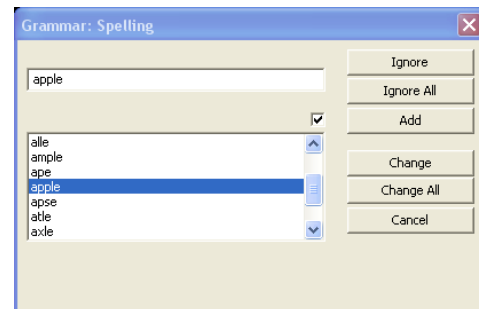 Grammar: Spelling
apple
Ignore
Ignore All
Add
alle
ample
ape
apple
apse
atle
axle
Change
Change All
Cancel